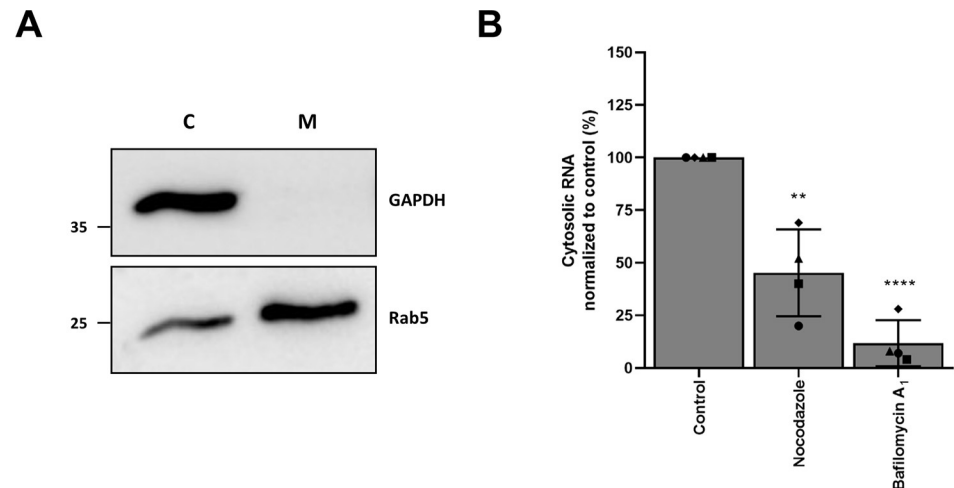 A
C M
GAPDH
35
Rab5
25
B
Cytosolic RNA
normalized to control (%)
150
125
100
75
50
25
0
**
****
Control
Nocodazole
Bafilomycin A₁